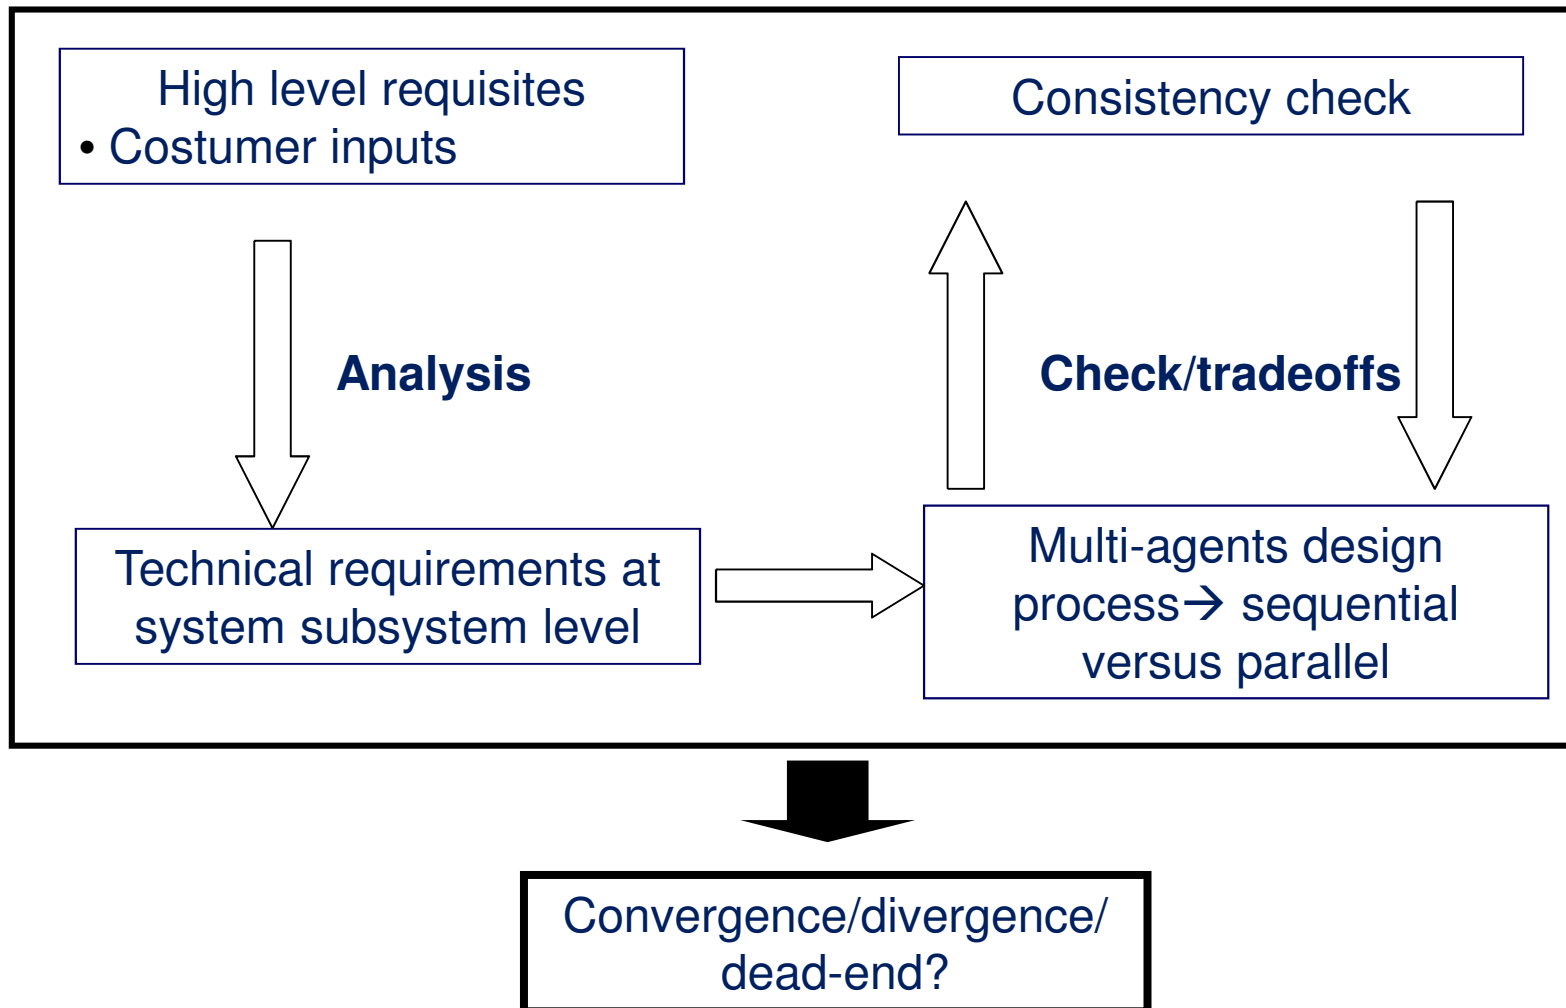 High level requisites
• Costumer inputs
Consistency check
Analysis
Check/tradeoffs
Technical requirements at
system subsystem level
Multi-agents design
process→ sequential
versus parallel
Convergence/divergence/
dead-end?